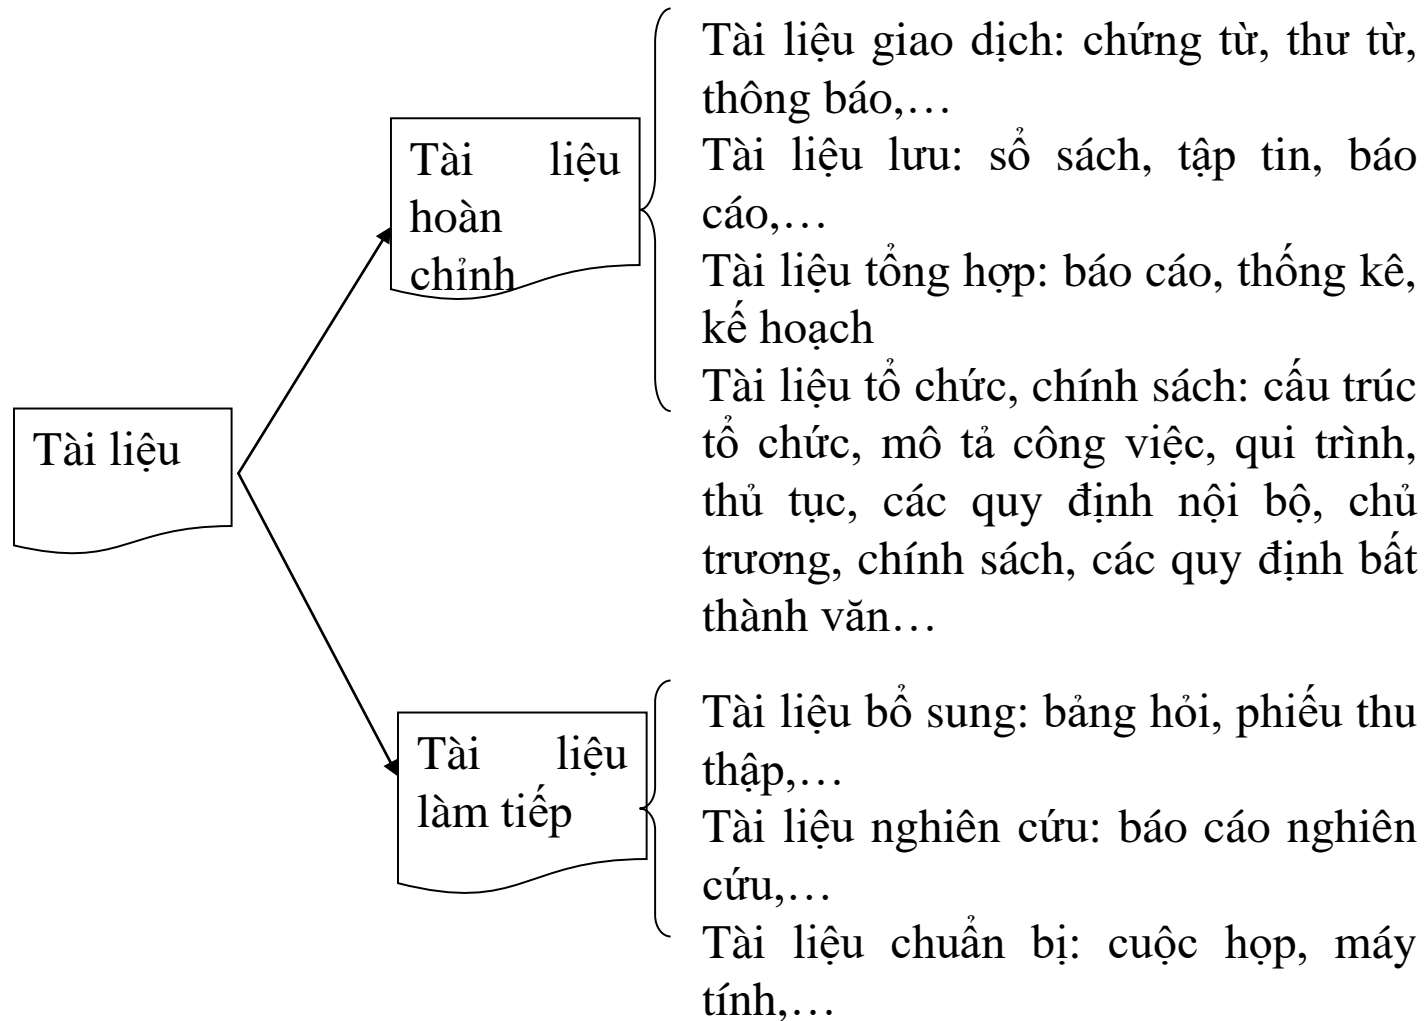 Tài liệu
Tài liệu
hoàn
chỉnh
Tài liệu giao dịch: chứng từ, thư từ,
thông báo,…
Tài liệu lưu: sổ sách, tập tin, báo
cáo,…
Tài liệu tổng hợp: báo cáo, thống kê,
kế hoạch
Tài liệu tổ chức, chính sách: cấu trúc
tổ chức, mô tả công việc, qui trình,
thủ tục, các quy định nội bộ, chủ
trương, chính sách, các quy định bất
thành văn…
Tài liệu
làm tiếp
Tài liệu bổ sung: bảng hỏi, phiếu thu
thập,…
Tài liệu nghiên cứu: báo cáo nghiên
cứu,…
Tài liệu chuẩn bị: cuộc họp, máy
tính,…